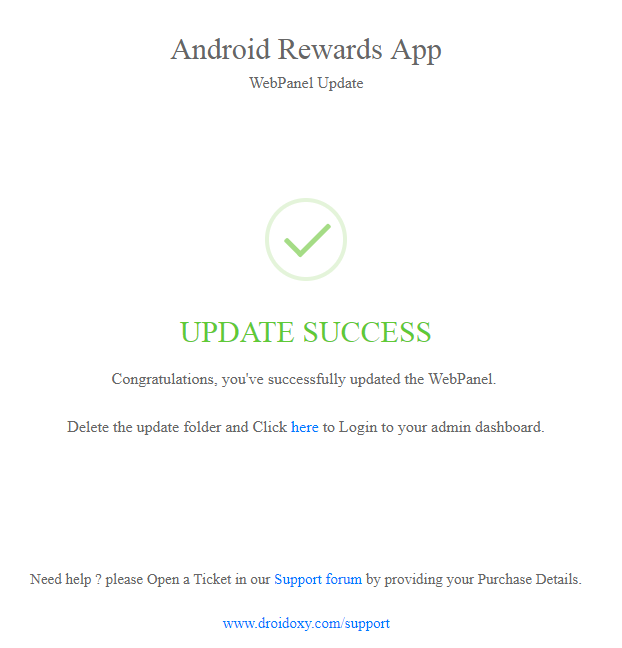 Android Rewards App
WebPanel Update
UPDATE SUCCESS
Congratulations, you've successfully updated the WebPanel.
Delete the update folder and Click here to Login to your admin dashboard.
Need help ? please Open a Ticket in our Support forum by providing your Purchase Details.
www.droidoxy.com/support